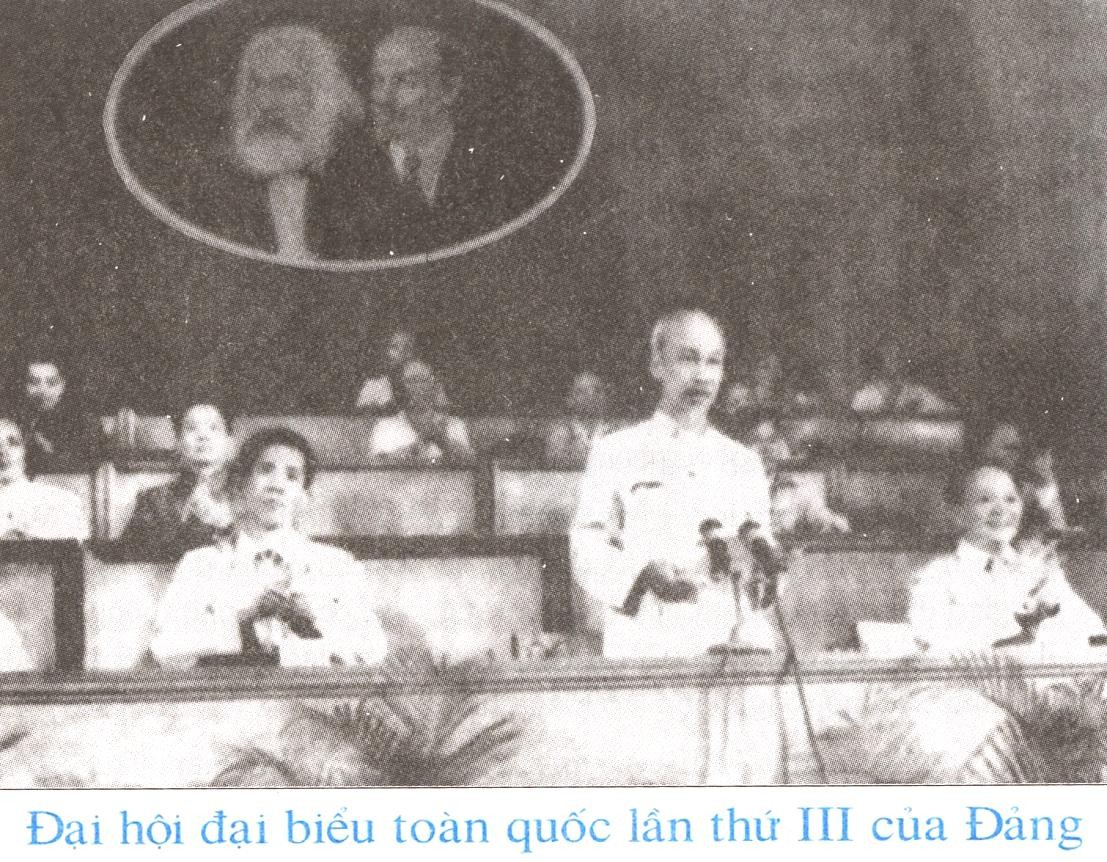 Đại hội đại biểu toàn quốc lần thứ III của Đảng